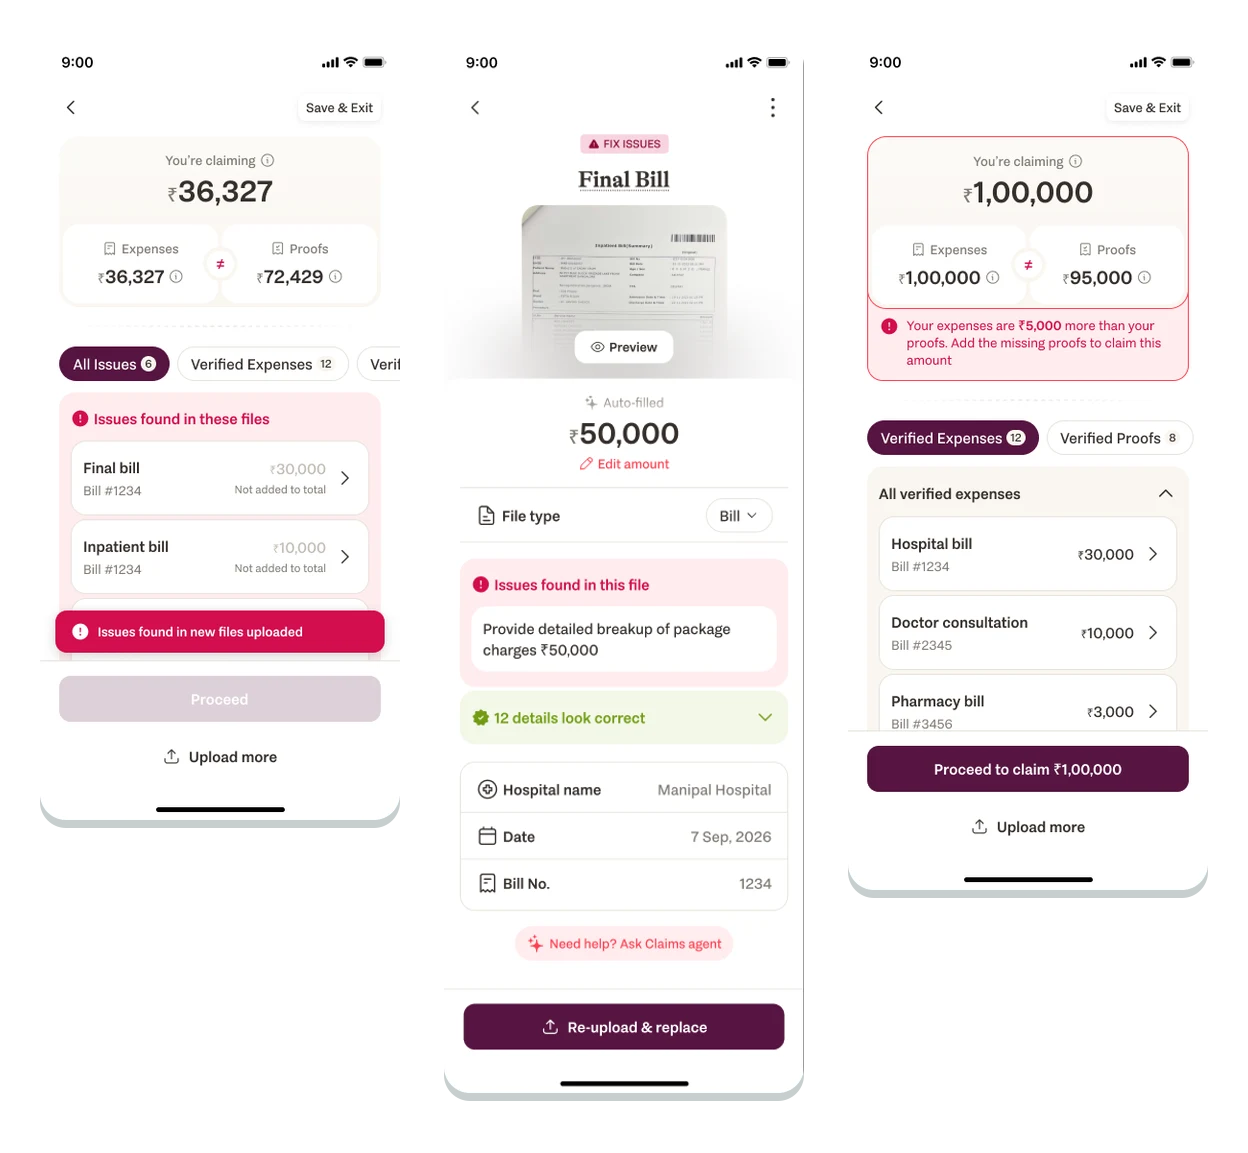 9:00
Save & Exit
You're claiming
₹36,327
Expenses
₹36,327
≠
Proofs
₹72,429
All Issues 6
Verified Expenses 12
Verif
Issues found in these files
Final bill
₹30,000
Bill #1234
Not added to total
Inpatient bill
₹10,000
Bill #1234
Not added to total
Issues found in new files uploaded
Proceed
Upload more
9:00
FIX ISSUES
Final Bill
Inpatient Bill(Summary)
Preview
Auto-filled
₹50,000
Edit amount
File type
Bill
Issues found in this file
Provide detailed breakup of package
charges ₹50,000
12 details look correct
Hospital name
Manipal Hospital
Date
7 Sep, 2026
Bill No.
1234
Need help? Ask Claims agent
Re-upload & replace
9:00
Save & Exit
You're claiming
₹1,00,000
Expenses
₹1,00,000
≠
Proofs
₹95,000
Your expenses are ₹5,000 more than your
proofs. Add the missing proofs to claim this
amount
Verified Expenses 12
Verified Proofs 8
All verified expenses
Hospital bill
₹30,000
Bill #1234
Doctor consultation
₹10,000
Bill #2345
Pharmacy bill
₹3,000
Bill #3456
Proceed to claim ₹1,00,000
Upload more